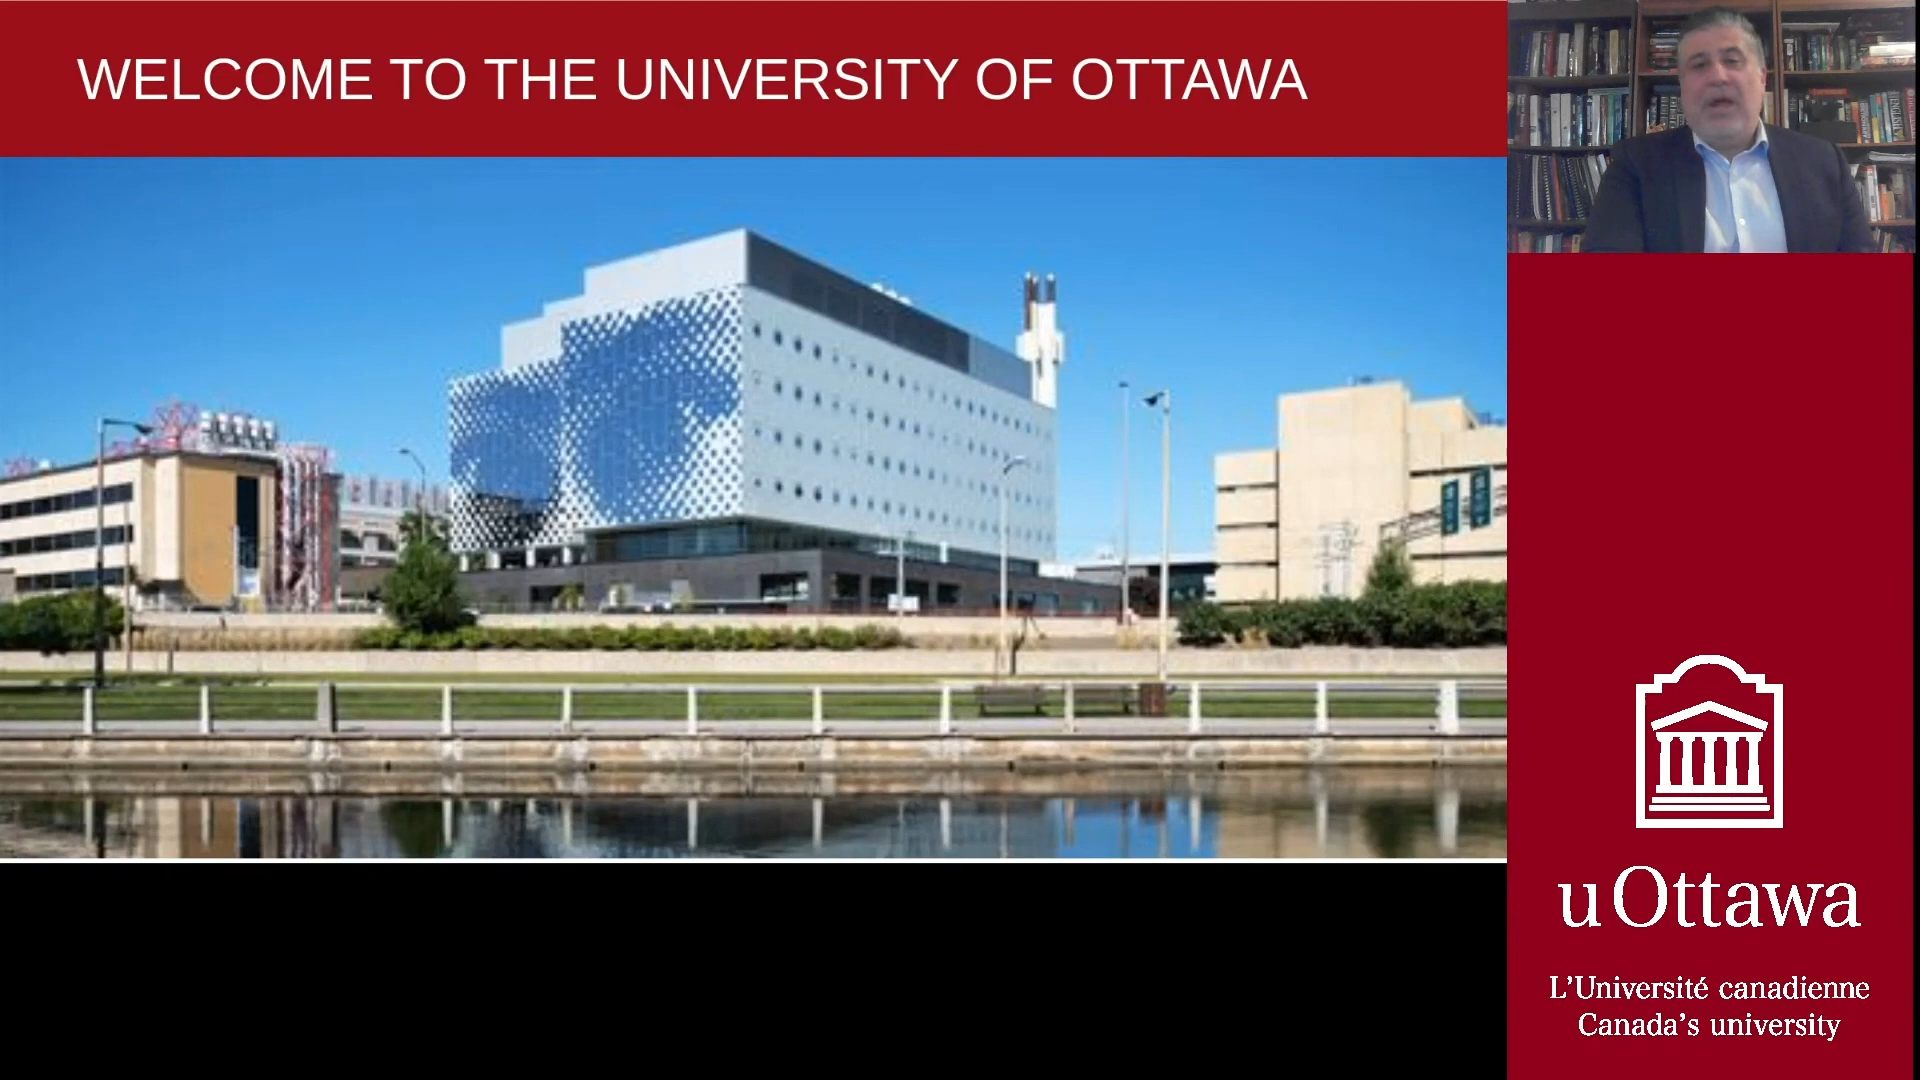 WELCOME TO THE UNIVERSITY OF OTTAWA
uOttawa
L'Université canadienne
Canada's university